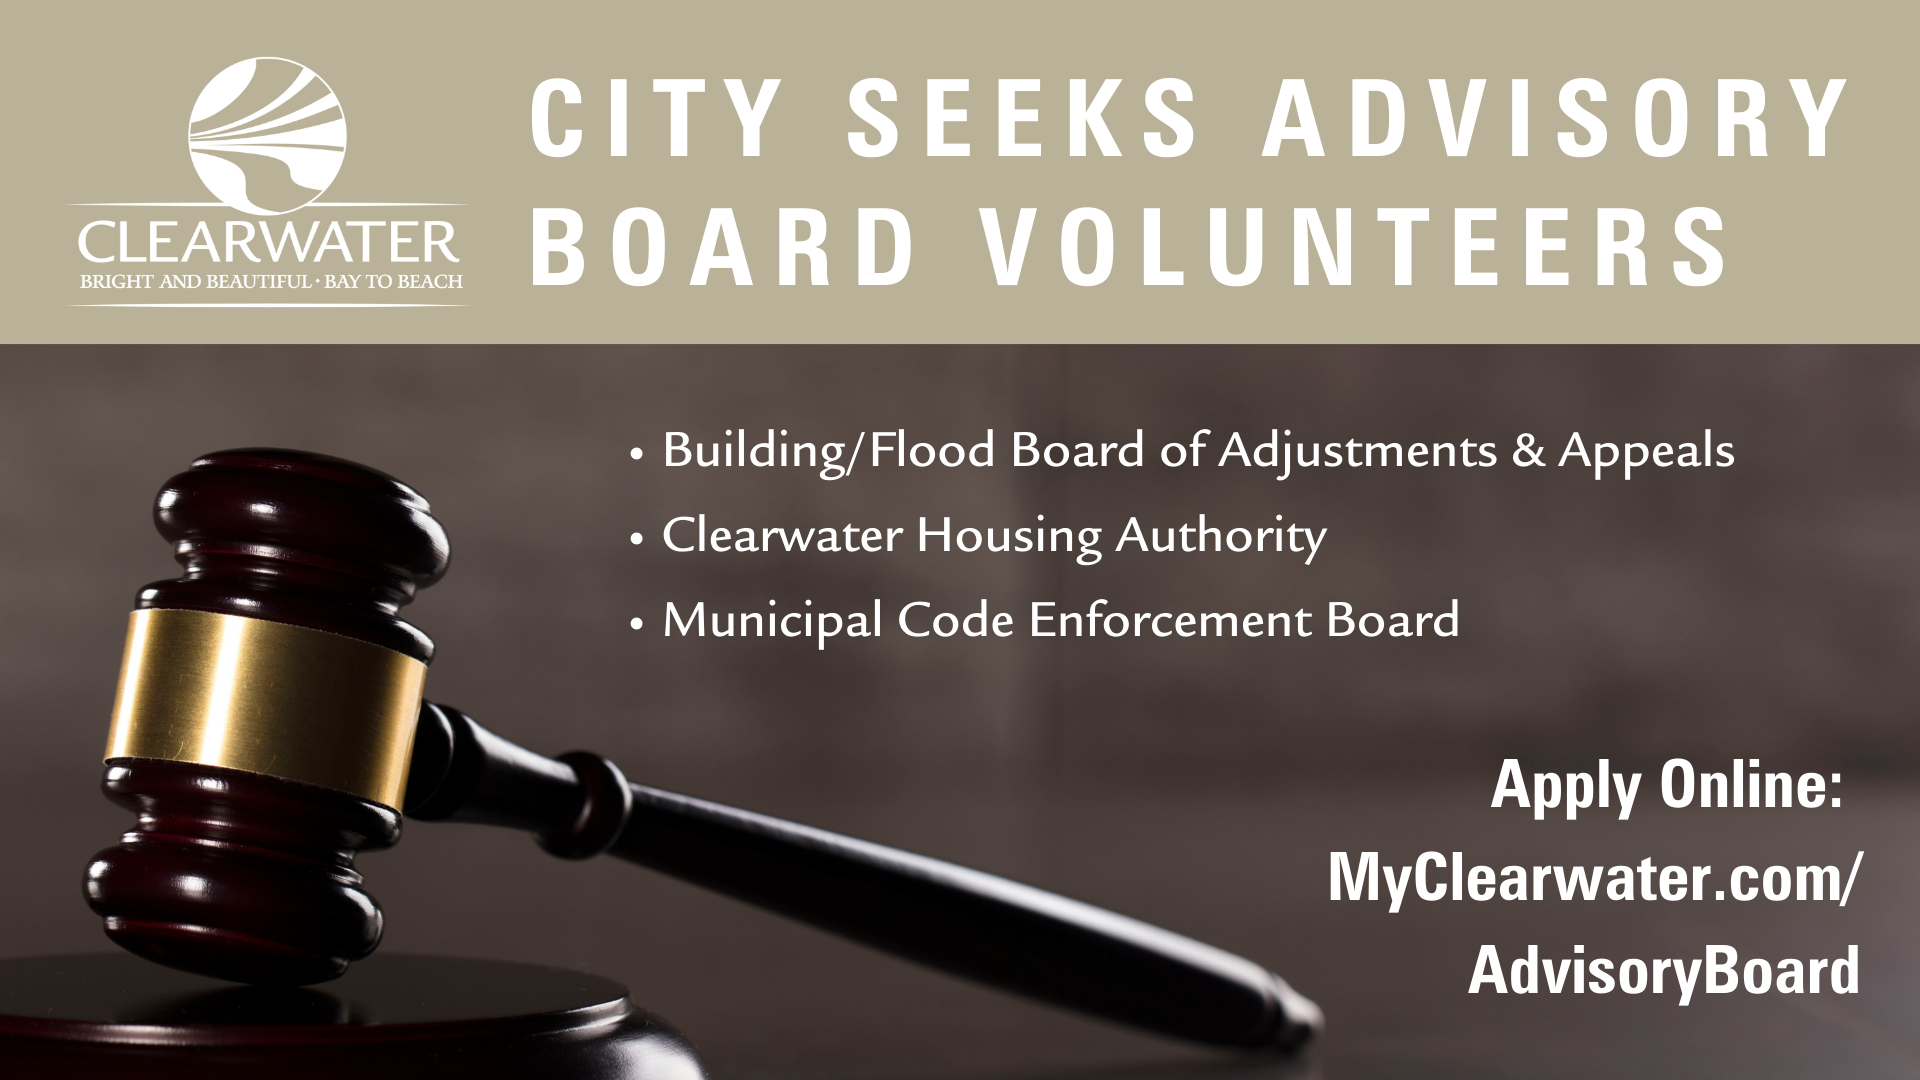 CLEARWATER
BRIGHT AND BEAUTIFUL • BAY TO BEACH
CITY SEEKS ADVISORY
BOARD VOLUNTEERS
• Building/Flood Board of Adjustments & Appeals
• Clearwater Housing Authority
• Municipal Code Enforcement Board
Apply Online:
MyClearwater.com/
AdvisoryBoard